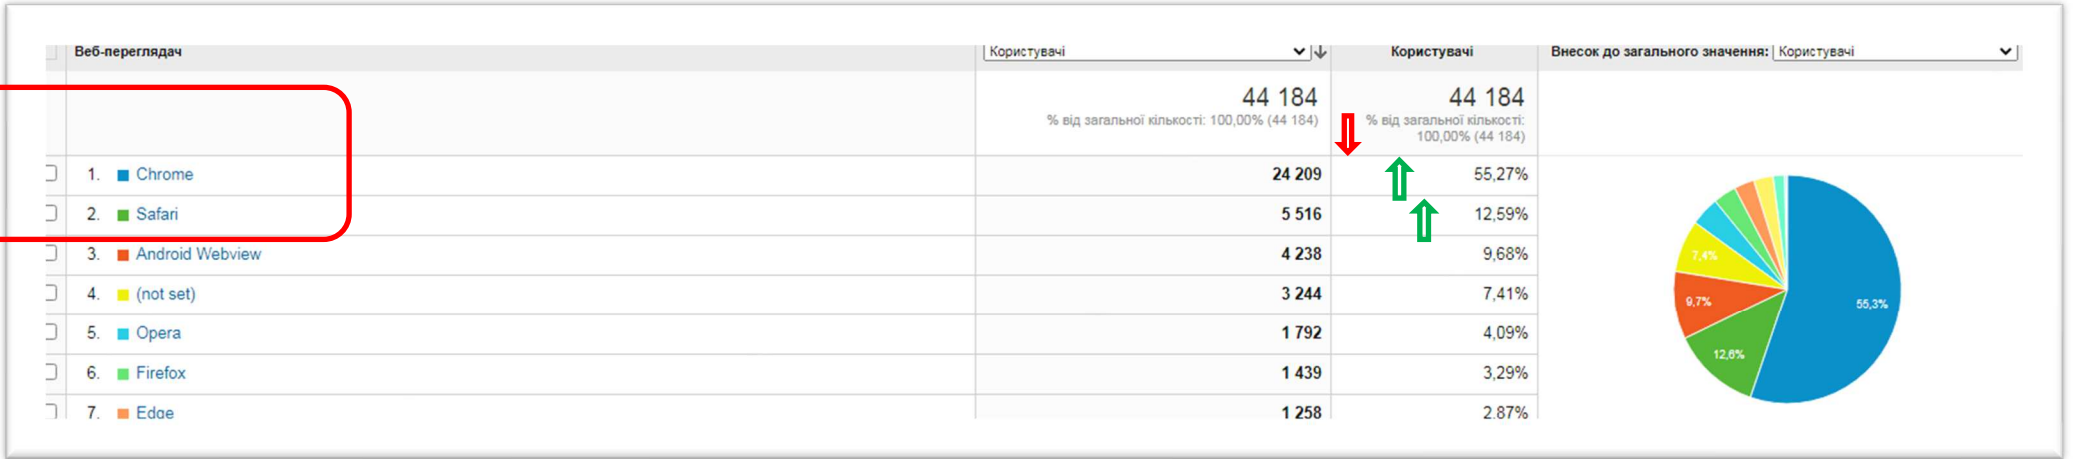 Веб-переглядач Користувачі Користувачі Внесок до загального значення: Користувачі
44 184 44 184
% від загальної кількості: 100,00% (44 184) % від загальної кількості:
100,00% (44 184)
1. Chrome 24 209 55,27%
2. Safari 5 516 12,59%
3. Android Webview 4 238 9,68%
4. (not set) 3 244 7,41%
5. Opera 1 792 4,09%
6. Firefox 1 439 3,29%
7. Edge 1 258 2.87%
7,4%
9,7%
55,3%
12,6%